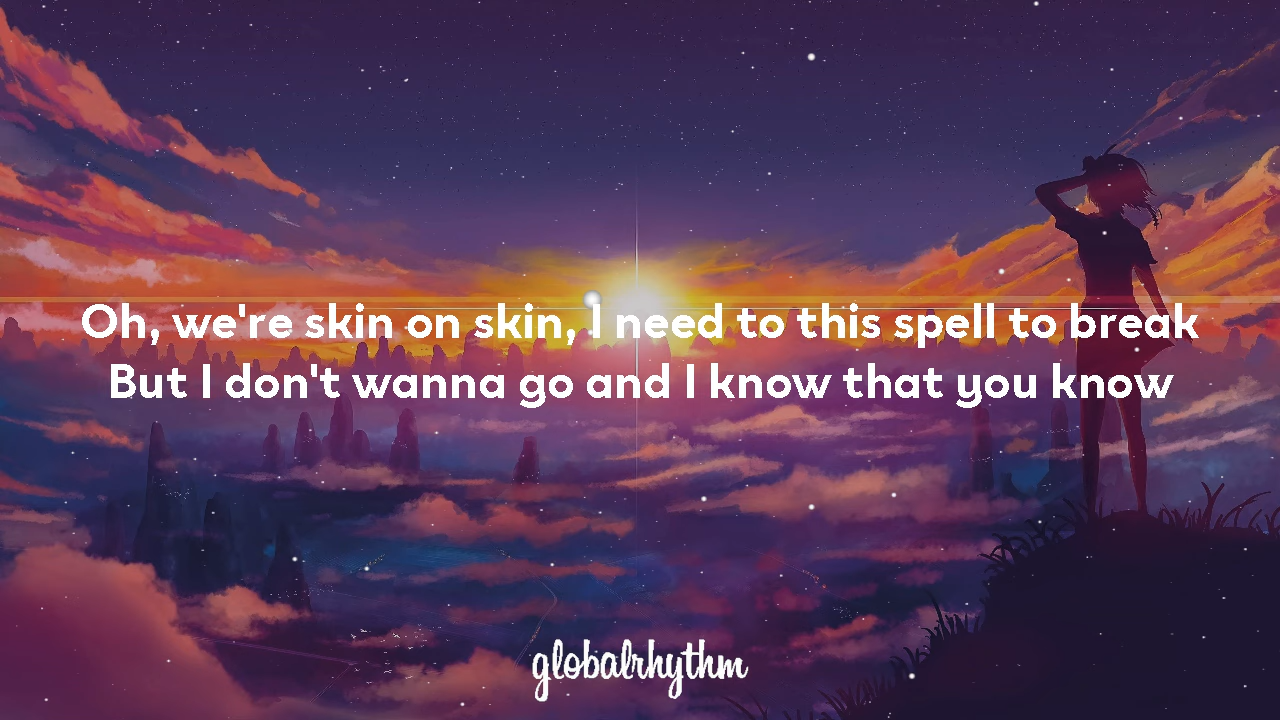 Oh, we're skin on skin, I need to this spell to break
But I don't wanna go and I know that you know
globalrhythm